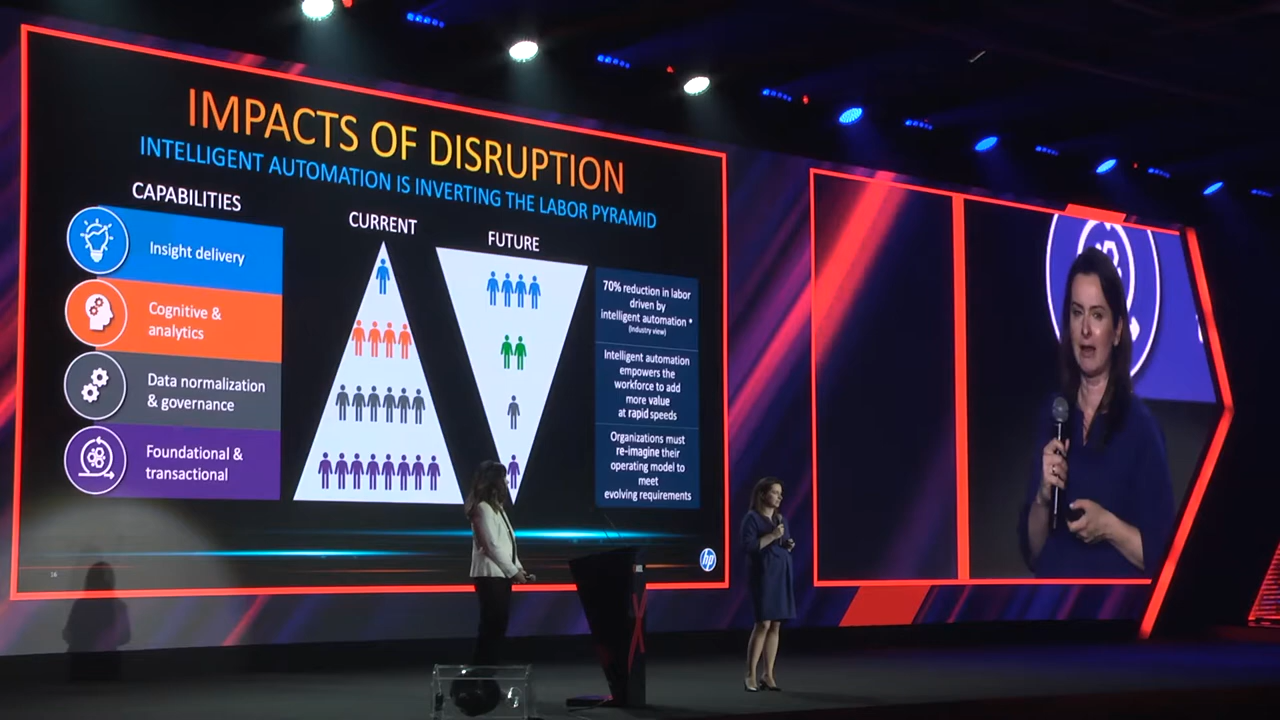 IMPACTS OF DISRUPTION
INTELLIGENT AUTOMATION IS INVERTING THE LABOR PYRAMID
CAPABILITIES
Insight delivery
Cognitive &
analytics
Data normalization
& governance
Foundational &
transactional
CURRENT
FUTURE
70% reduction in labor
driven by
intelligent automation *
(Industry view)
Intelligent automation
empowers the
workforce to add
more value
at rapid speeds
Organizations must
re-imagine their
operating model to
meet
evolving requirements
16
hp